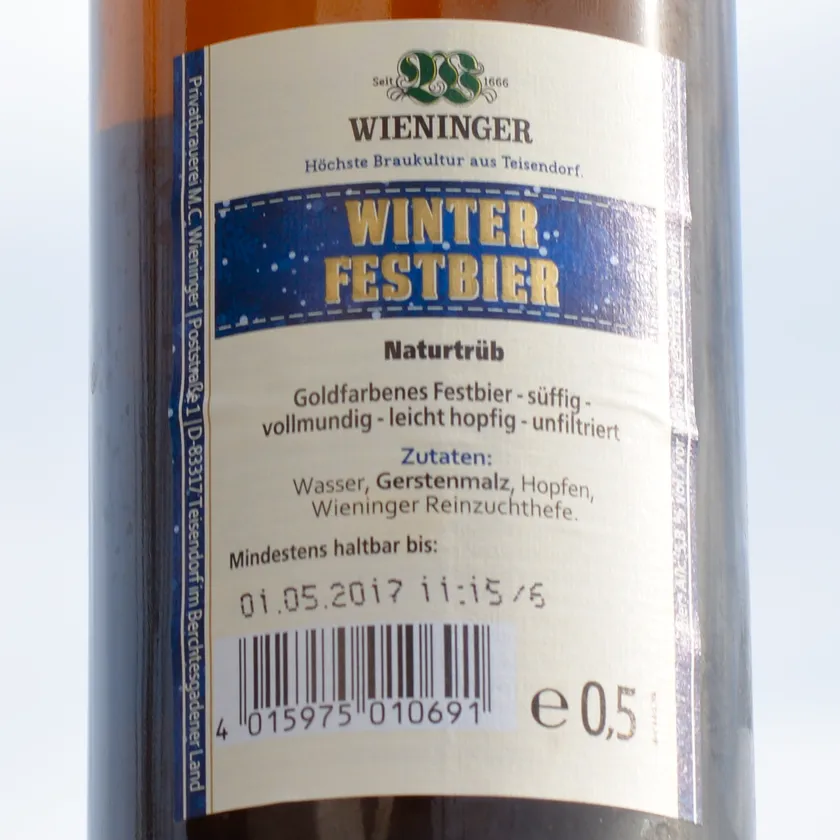 Seit 1666
WIENINGER
Höchste Braukultur aus Teisendorf.
WINTER
FESTBIER
Naturtrüb
Goldfarbenes Festbier - süffig -
vollmundig - leicht hopfig - unfiltriert
Zutaten:
Wasser, Gerstenmalz, Hopfen,
Wieninger Reinzuchthefe.
Mindestens haltbar bis:
01.05.2017 11:15/6
4 015975 010691
e 0,5
Privatbrauerei M.C. Wieninger | Poststraße 1 | D-83317 Teisendorf im Berchtesgadener Land